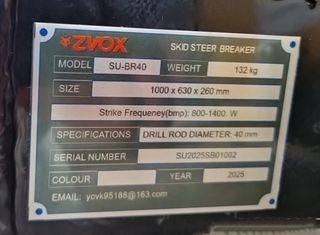 ZVOX SKID STEER BREAKER
MODEL SU-BR40 WEIGHT 132 kg
SIZE 1000 x 630 x 260 mm
Strike Frequeney(bmp): 800-1400. W
SPECIFICATIONS DRILL ROD DIAMETER: 40 mm
SERIAL NUMBER SU2025SB01002
COLOUR YEAR 2025
EMAIL: ycvk95188@163.com